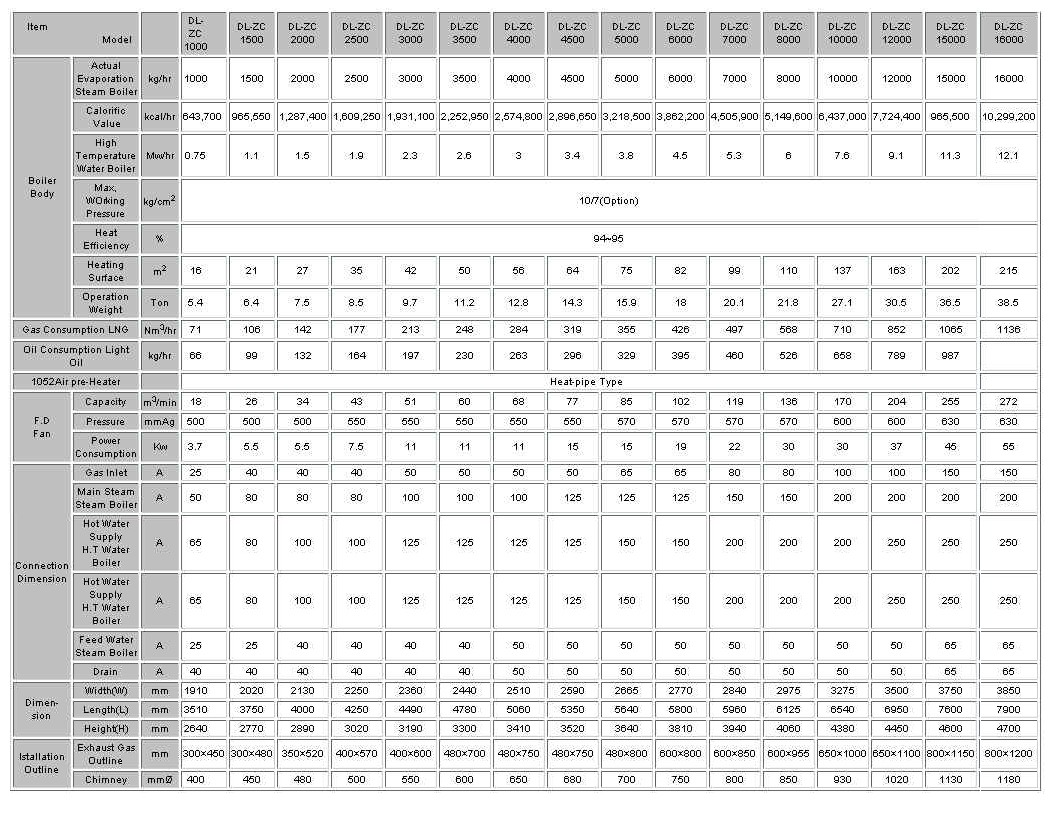 Item
Model
DL-ZC 1000 DL-ZC 1500 DL-ZC 2000 DL-ZC 2500 DL-ZC 3000 DL-ZC 3500 DL-ZC 4000 DL-ZC 4500 DL-ZC 5000 DL-ZC 6000 DL-ZC 7000 DL-ZC 8000 DL-ZC 10000 DL-ZC 12000 DL-ZC 15000 DL-ZC 16000
Boiler Body
Actual Evaporation Steam Boiler kg/hr 1000 1500 2000 2500 3000 3500 4000 4500 5000 6000 7000 8000 10000 12000 15000 16000
Calorific Value kcal/hr 643,700 965,550 1,287,400 1,609,250 1,931,100 2,252,950 2,574,800 2,896,650 3,218,500 3,862,200 4,505,900 5,149,600 6,437,000 7,724,400 965,500 10,299,200
High Temperature Water Boiler Mw/hr 0.75 1.1 1.5 1.9 2.3 2.6 3 3.4 3.8 4.5 5.3 6 7.6 9.1 11.3 12.1
Max, WOrking Pressure kg/cm2 10/7(Option)
Heat Efficiency % 94~95
Heating Surface m2 16 21 27 35 42 50 56 64 75 82 99 110 137 163 202 215
Operation Weight Ton 5.4 6.4 7.5 8.5 9.7 11.2 12.8 14.3 15.9 18 20.1 21.8 27.1 30.5 36.5 38.5
Gas Consumption LNG Nm3/hr 71 106 142 177 213 248 284 319 355 426 497 568 710 852 1065 1136
Oil Consumption Light Oil kg/hr 66 99 132 164 197 230 263 296 329 395 460 526 658 789 987
1052Air pre-Heater Heat-pipe Type
F.D Fan
Capacity m3/min 18 26 34 43 51 60 68 77 85 102 119 136 170 204 255 272
Pressure mmAg 500 500 500 550 550 550 550 550 570 570 570 570 600 600 630 630
Power Consumption Kw 3.7 5.5 5.5 7.5 11 11 11 15 15 19 22 30 30 37 45 55
Connection Dimension
Gas Inlet A 25 40 40 40 50 50 50 50 65 65 80 80 100 100 150 150
Main Steam Steam Boiler A 50 80 80 80 100 100 100 125 125 125 150 150 200 200 200 200
Hot Water Supply H.T Water Boiler A 65 80 100 100 125 125 125 125 150 150 200 200 200 250 250 250
Hot Water Supply H.T Water Boiler A 65 80 100 100 125 125 125 125 150 150 200 200 200 250 250 250
Feed Water Steam Boiler A 25 25 40 40 40 40 50 50 50 50 50 50 50 50 65 65
Drain A 40 40 40 40 40 40 50 50 50 50 50 50 50 50 65 65
Dimen-sion
Width(W) mm 1910 2020 2130 2250 2360 2440 2510 2590 2665 2770 2840 2975 3275 3500 3750 3850
Length(L) mm 3510 3750 4000 4250 4490 4780 5060 5350 5640 5800 5960 6125 6540 6950 7600 7900
Height(H) mm 2640 2770 2890 3020 3190 3300 3410 3520 3640 3810 3940 4060 4380 4450 4600 4700
Istallation Outline
Exhaust Gas Outline mm 300×450 300×480 350×520 400×570 400×600 480×700 480×750 480×750 480×800 600×800 600×850 600×955 650×1000 650×1100 800×1150 800×1200
Chimney mmØ 400 450 480 500 550 600 650 680 700 750 800 850 930 1020 1130 1180